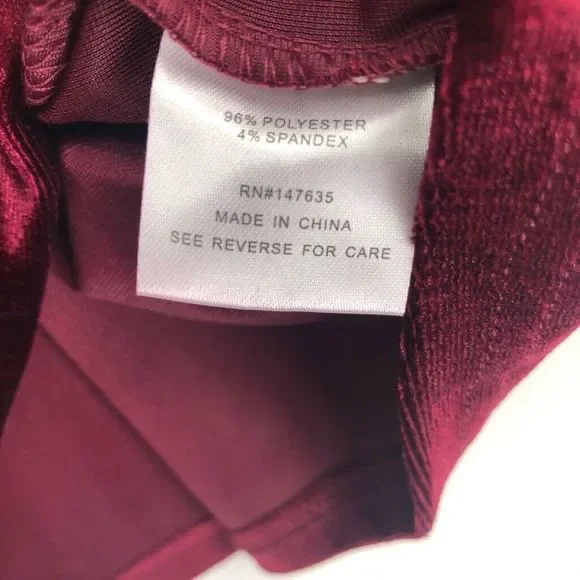 96% POLYESTER
4% SPANDEX
RN#147635
MADE IN CHINA
SEE REVERSE FOR CARE